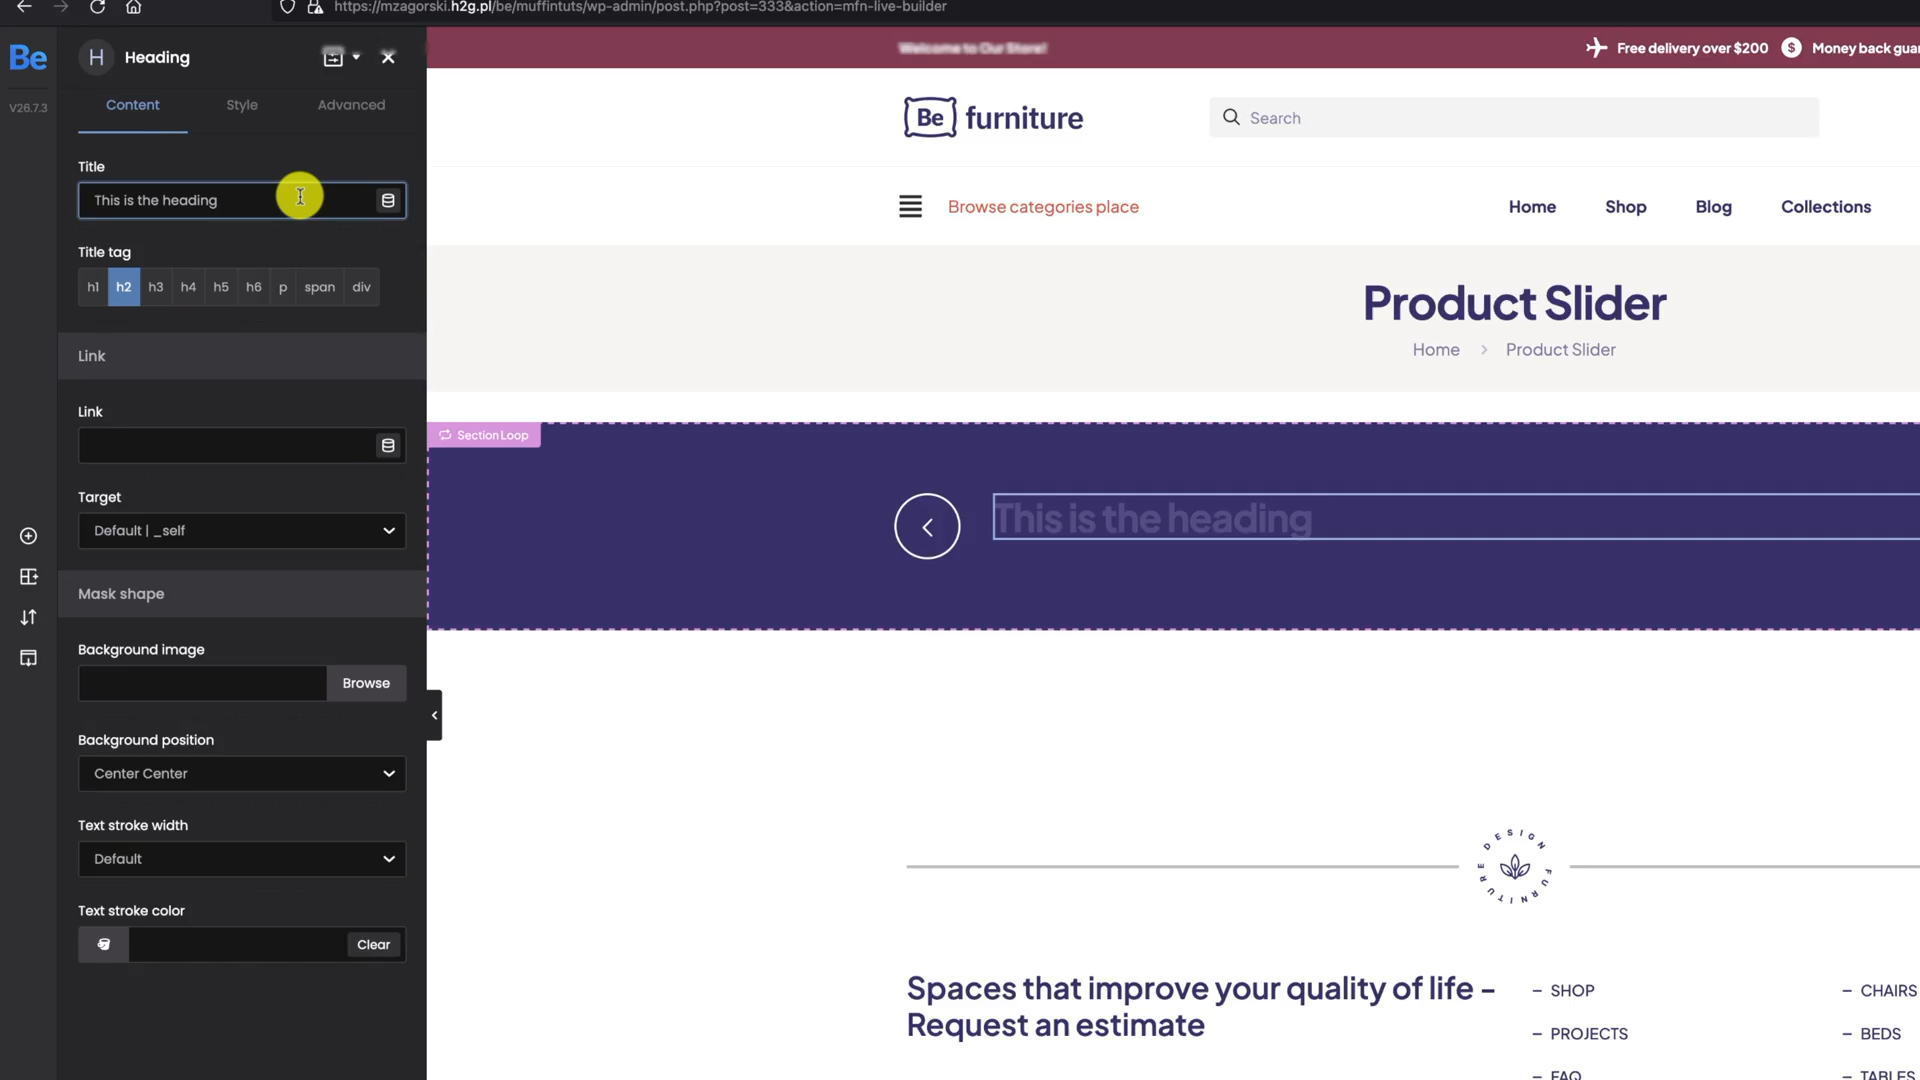 https://mzagorski.h2g.pl/be/muffintuts/wp-admin/post.php?post=333&action=mfn-live-builder
Be
V26.7.3
H Heading
Content Style Advanced
Title
This is the heading
Title tag
h1 h2 h3 h4 h5 h6 p span div
Link
Link
Target
Default | _self
Mask shape
Background image
Browse
Background position
Center Center
Text stroke width
Default
Text stroke color
Clear
Welcome to Our Store!
Free delivery over $200 $ Money back guar
Be furniture
Search
Browse categories place
Home Shop Blog Collections
Product Slider
Home Product Slider
Section Loop
This is the heading
DESIGN FURNITURE
Spaces that improve your quality of life –
Request an estimate
– SHOP
– PROJECTS
– FAQ
– CHAIRS
– BEDS
– TABLES